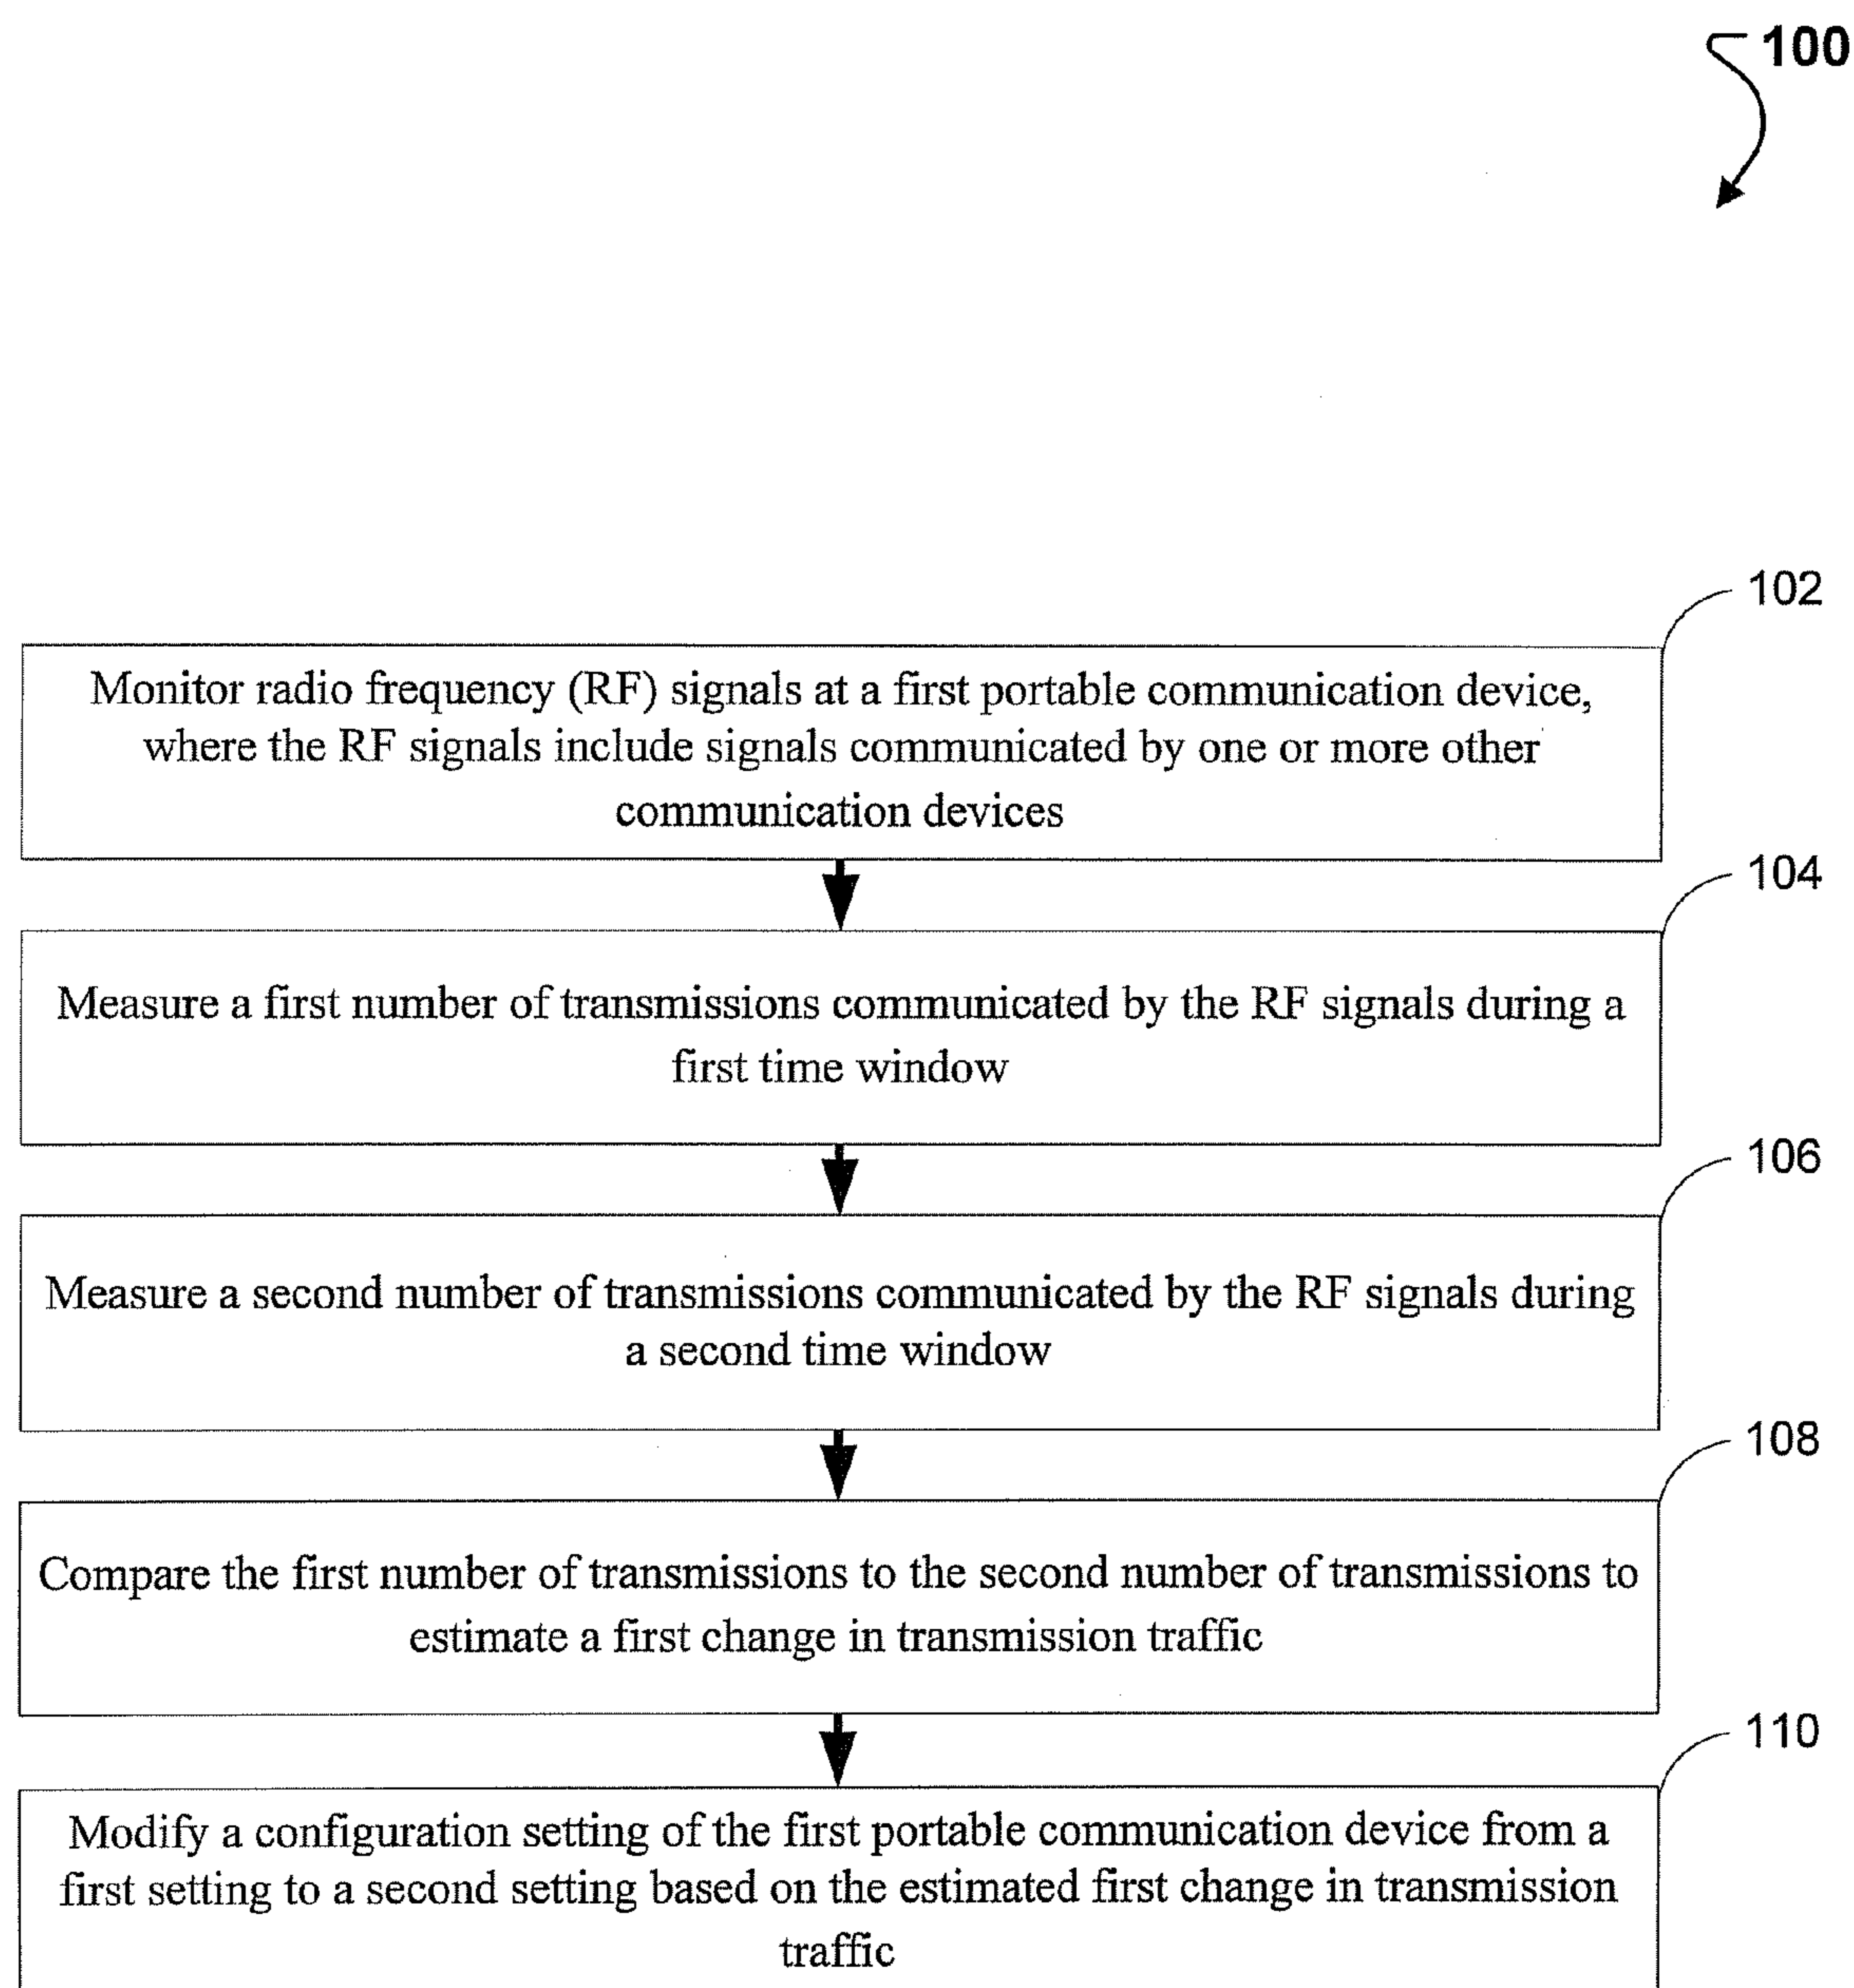 100
102
Monitor radio frequency (RF) signals at a first portable communication device,
where the RF signals include signals communicated by one or more other
communication devices
104
Measure a first number of transmissions communicated by the RF signals during a
first time window
106
Measure a second number of transmissions communicated by the RF signals during
a second time window
108
Compare the first number of transmissions to the second number of transmissions to
estimate a first change in transmission traffic
110
Modify a configuration setting of the first portable communication device from a
first setting to a second setting based on the estimated first change in transmission
traffic